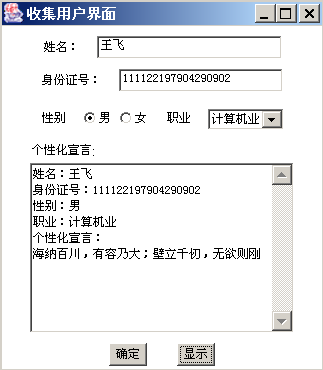 收集用户界面
姓名： 王飞
身份证号： 111122197904290902
性别 男 女 职业 计算机业
个性化宣言:
姓名：王飞
身份证号：111122197904290902
性别：男
职业：计算机业
个性化宣言：
海纳百川，有容乃大；壁立千仞，无欲则刚
确定 显示